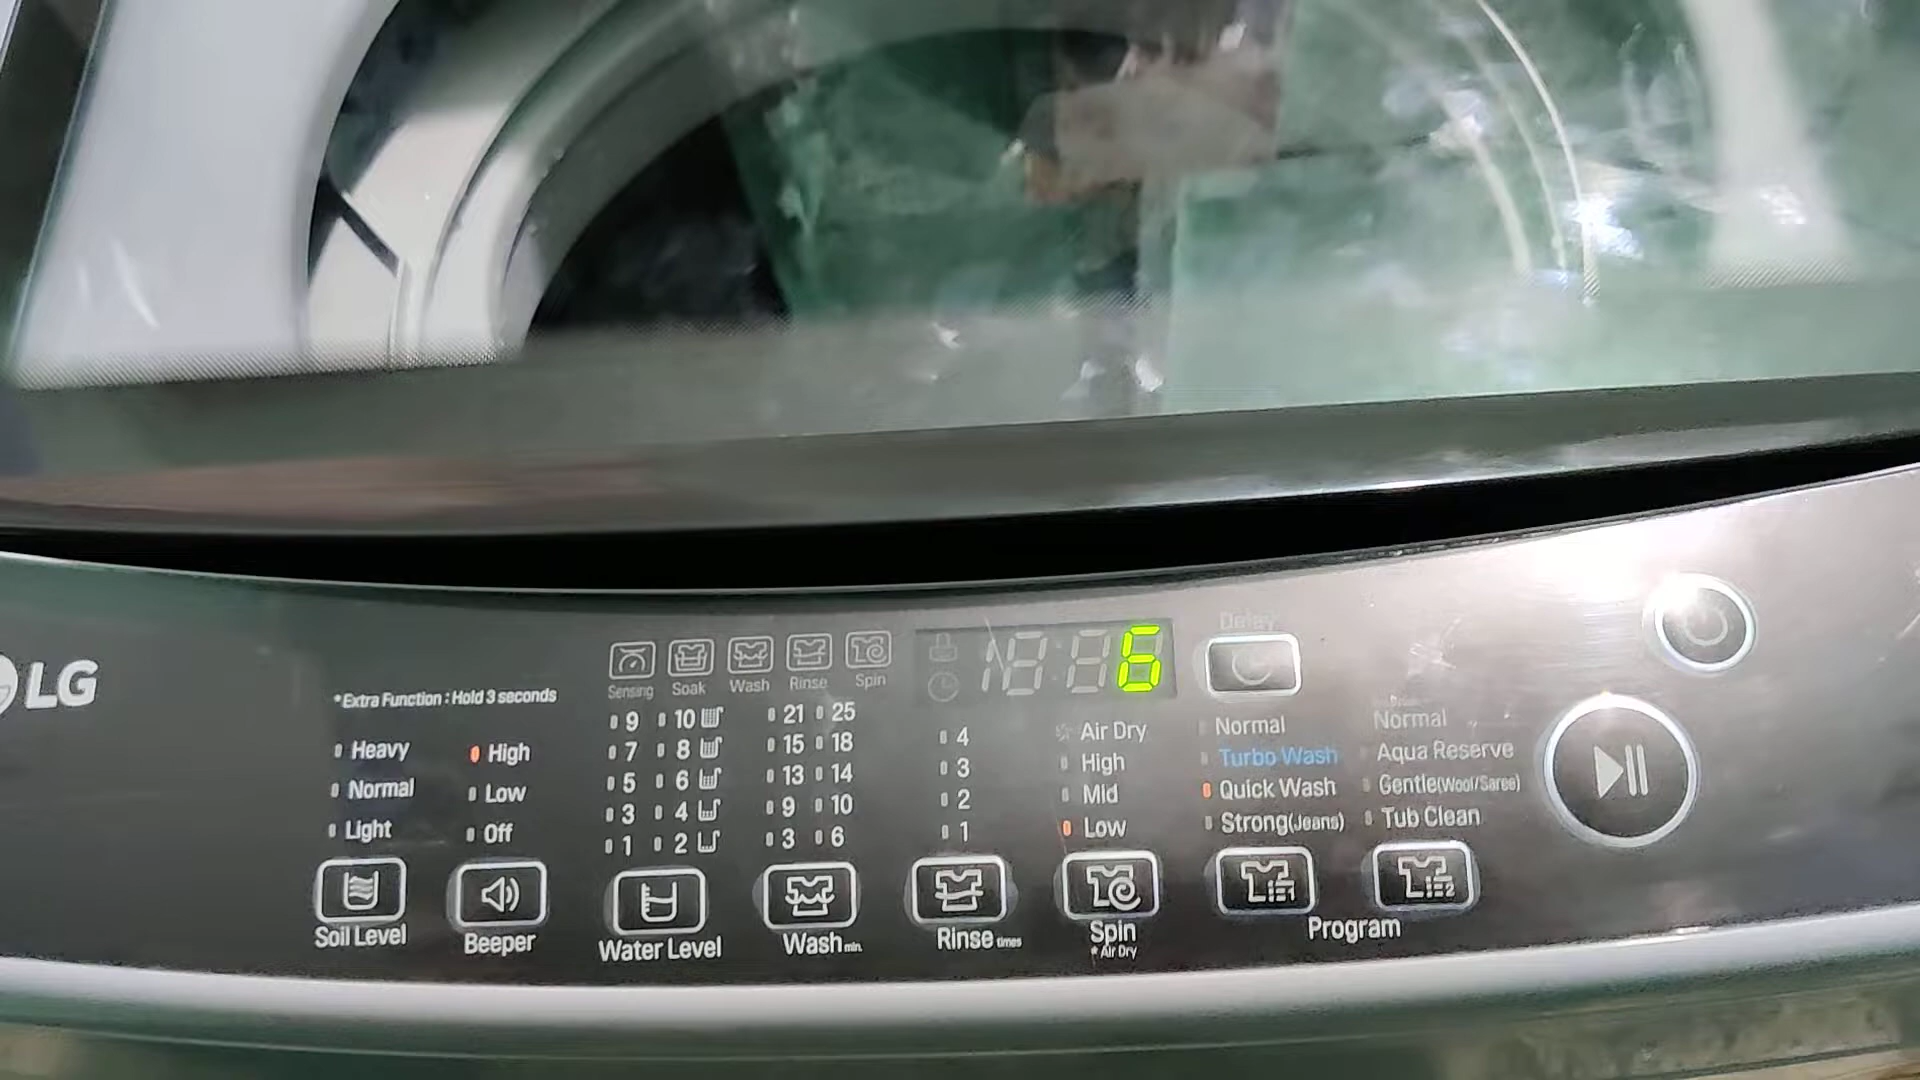 LG
*Extra Function : Hold 3 seconds
Heavy
Normal
Light
Soil Level
High
Low
Off
Beeper
Sensing Soak Wash Rinse Spin
9 10
7 8
5 6
3 4
1 2
Water Level
21 25
15 18
13 14
9 10
3 6
Wash min.
4
3
2
1
Rinse times
6
Air Dry
High
Mid
Low
Spin
* Air Dry
Delay
Normal
Turbo Wash
Quick Wash
Strong(Jeans)
Normal
Aqua Reserve
Gentle(Wool/Saree)
Tub Clean
1
2
Program